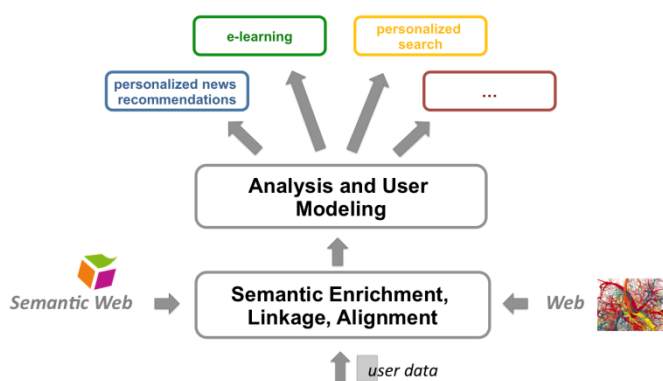 e-learning
personalized
search
personalized news
recommendations
...
Analysis and User
Modeling
Semantic Web
Semantic Enrichment,
Linkage, Alignment
Web
user data